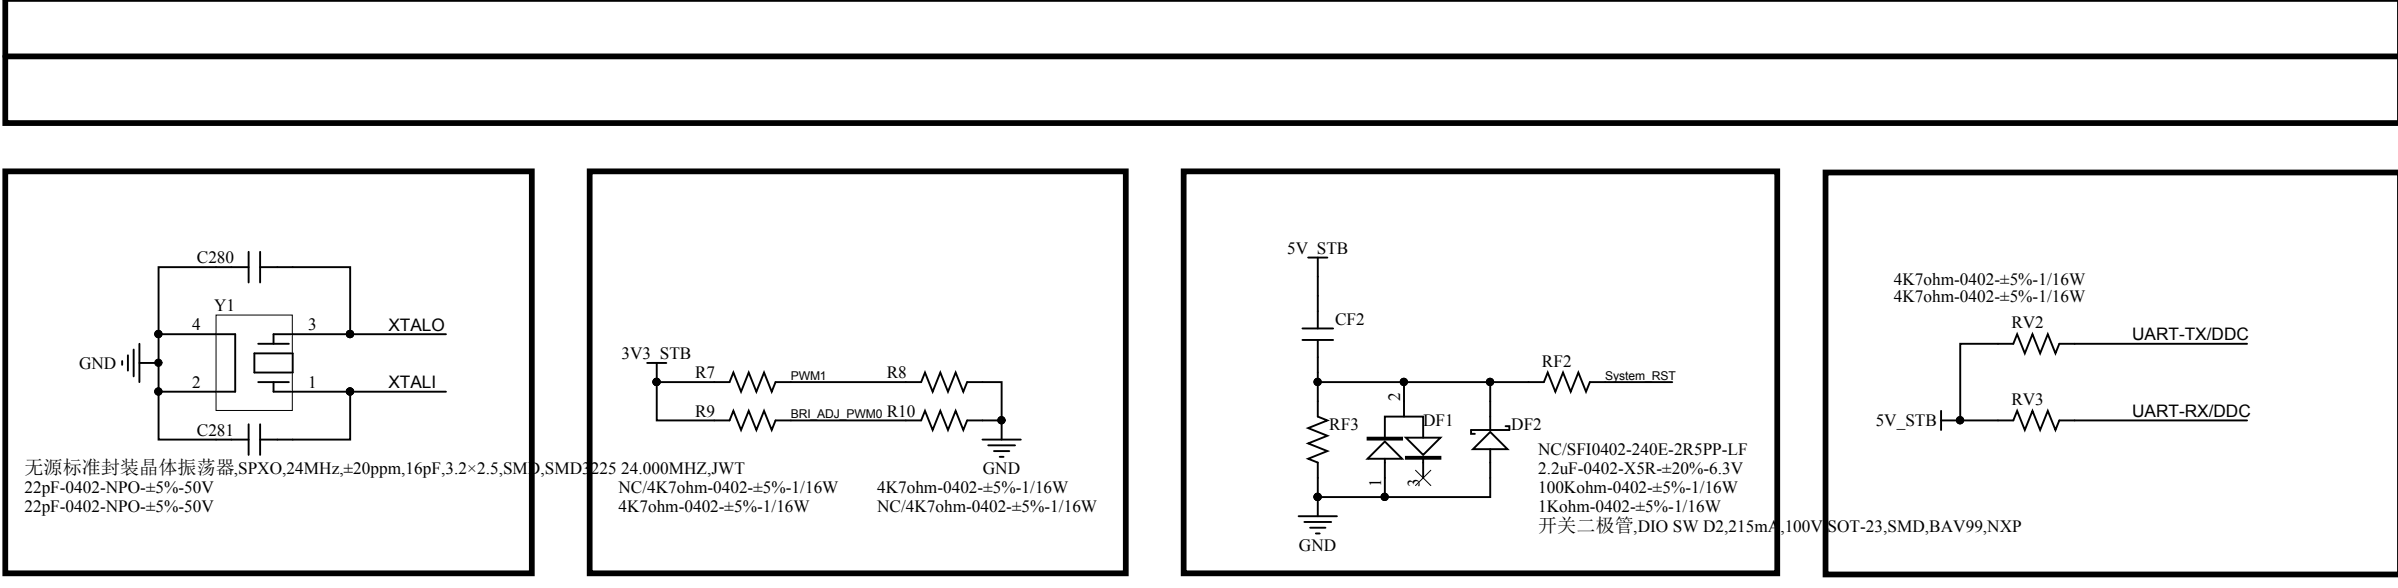 C280
Y1
4
3
XTALO
GND
2
1
XTALI
C281
无源标准封装晶体振荡器,SPXO,24MHz,±20ppm,16pF,3.2×2.5,SMD,SMD3225 24.000MHZ,JWT
22pF-0402-NPO-±5%-50V
22pF-0402-NPO-±5%-50V
3V3_STB
R7
PWM1
R8
R9
BRI_ADJ_PWM0
R10
GND
NC/4K7ohm-0402-±5%-1/16W
4K7ohm-0402-±5%-1/16W
4K7ohm-0402-±5%-1/16W
NC/4K7ohm-0402-±5%-1/16W
5V_STB
CF2
RF2
System_RST
2
RF3
DF1
DF2
1
3
GND
NC/SFI0402-240E-2R5PP-LF
2.2uF-0402-X5R-±20%-6.3V
100Kohm-0402-±5%-1/16W
1Kohm-0402-±5%-1/16W
开关二极管,DIO SW D2,215mA,100V,SOT-23,SMD,BAV99,NXP
4K7ohm-0402-±5%-1/16W
4K7ohm-0402-±5%-1/16W
RV2
UART-TX/DDC
RV3
UART-RX/DDC
5V_STB